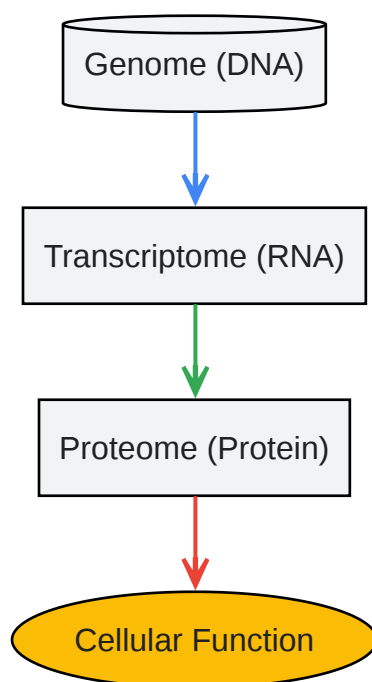 Genome (DNA)
Transcriptome (RNA)
Proteome (Protein)
Cellular Function